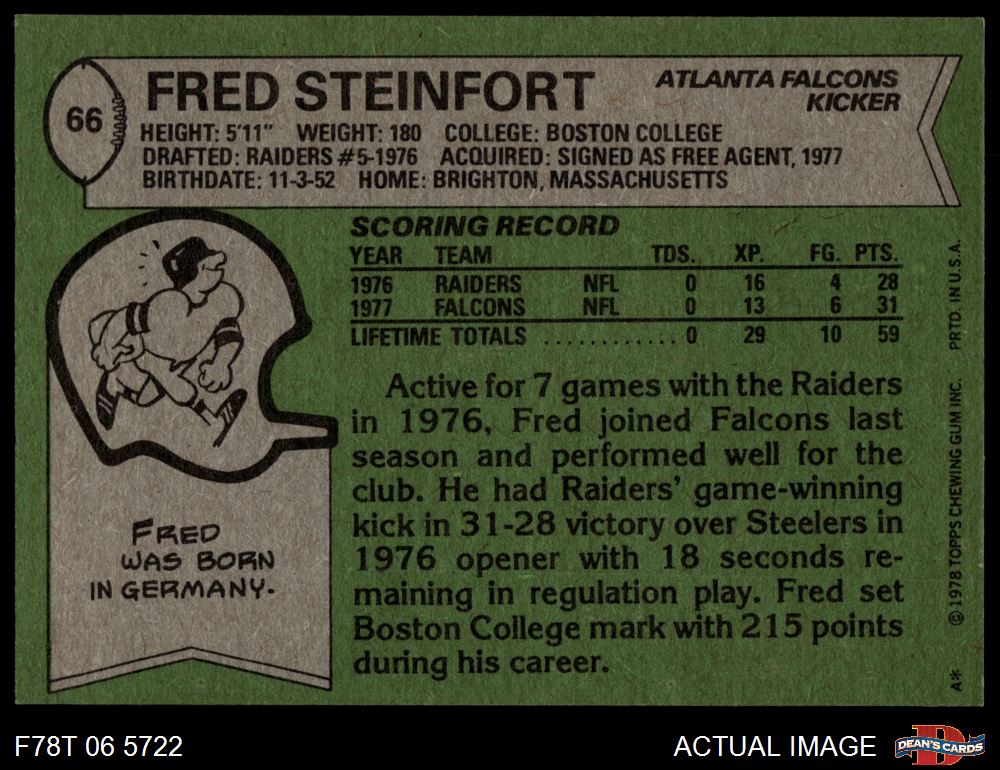 66
FRED STEINFORT
ATLANTA FALCONS
KICKER
HEIGHT: 5'11" WEIGHT: 180 COLLEGE: BOSTON COLLEGE
DRAFTED: RAIDERS #5-1976 ACQUIRED: SIGNED AS FREE AGENT, 1977
BIRTHDATE: 11-3-52 HOME: BRIGHTON, MASSACHUSETTS
SCORING RECORD
YEAR TEAM TDS. XP. FG. PTS.
1976 RAIDERS NFL 0 16 4 28
1977 FALCONS NFL 0 13 6 31
LIFETIME TOTALS ............ 0 29 10 59
Active for 7 games with the Raiders
in 1976, Fred joined Falcons last
season and performed well for the
club. He had Raiders' game-winning
kick in 31-28 victory over Steelers in
1976 opener with 18 seconds re-
maining in regulation play. Fred set
Boston College mark with 215 points
during his career.
FRED
WAS BORN
IN GERMANY.
A* © 1978 TOPPS CHEWING GUM INC. PRTD. IN U.S.A.
F78T 06 5722
ACTUAL IMAGE
D
DEAN'S CARDS